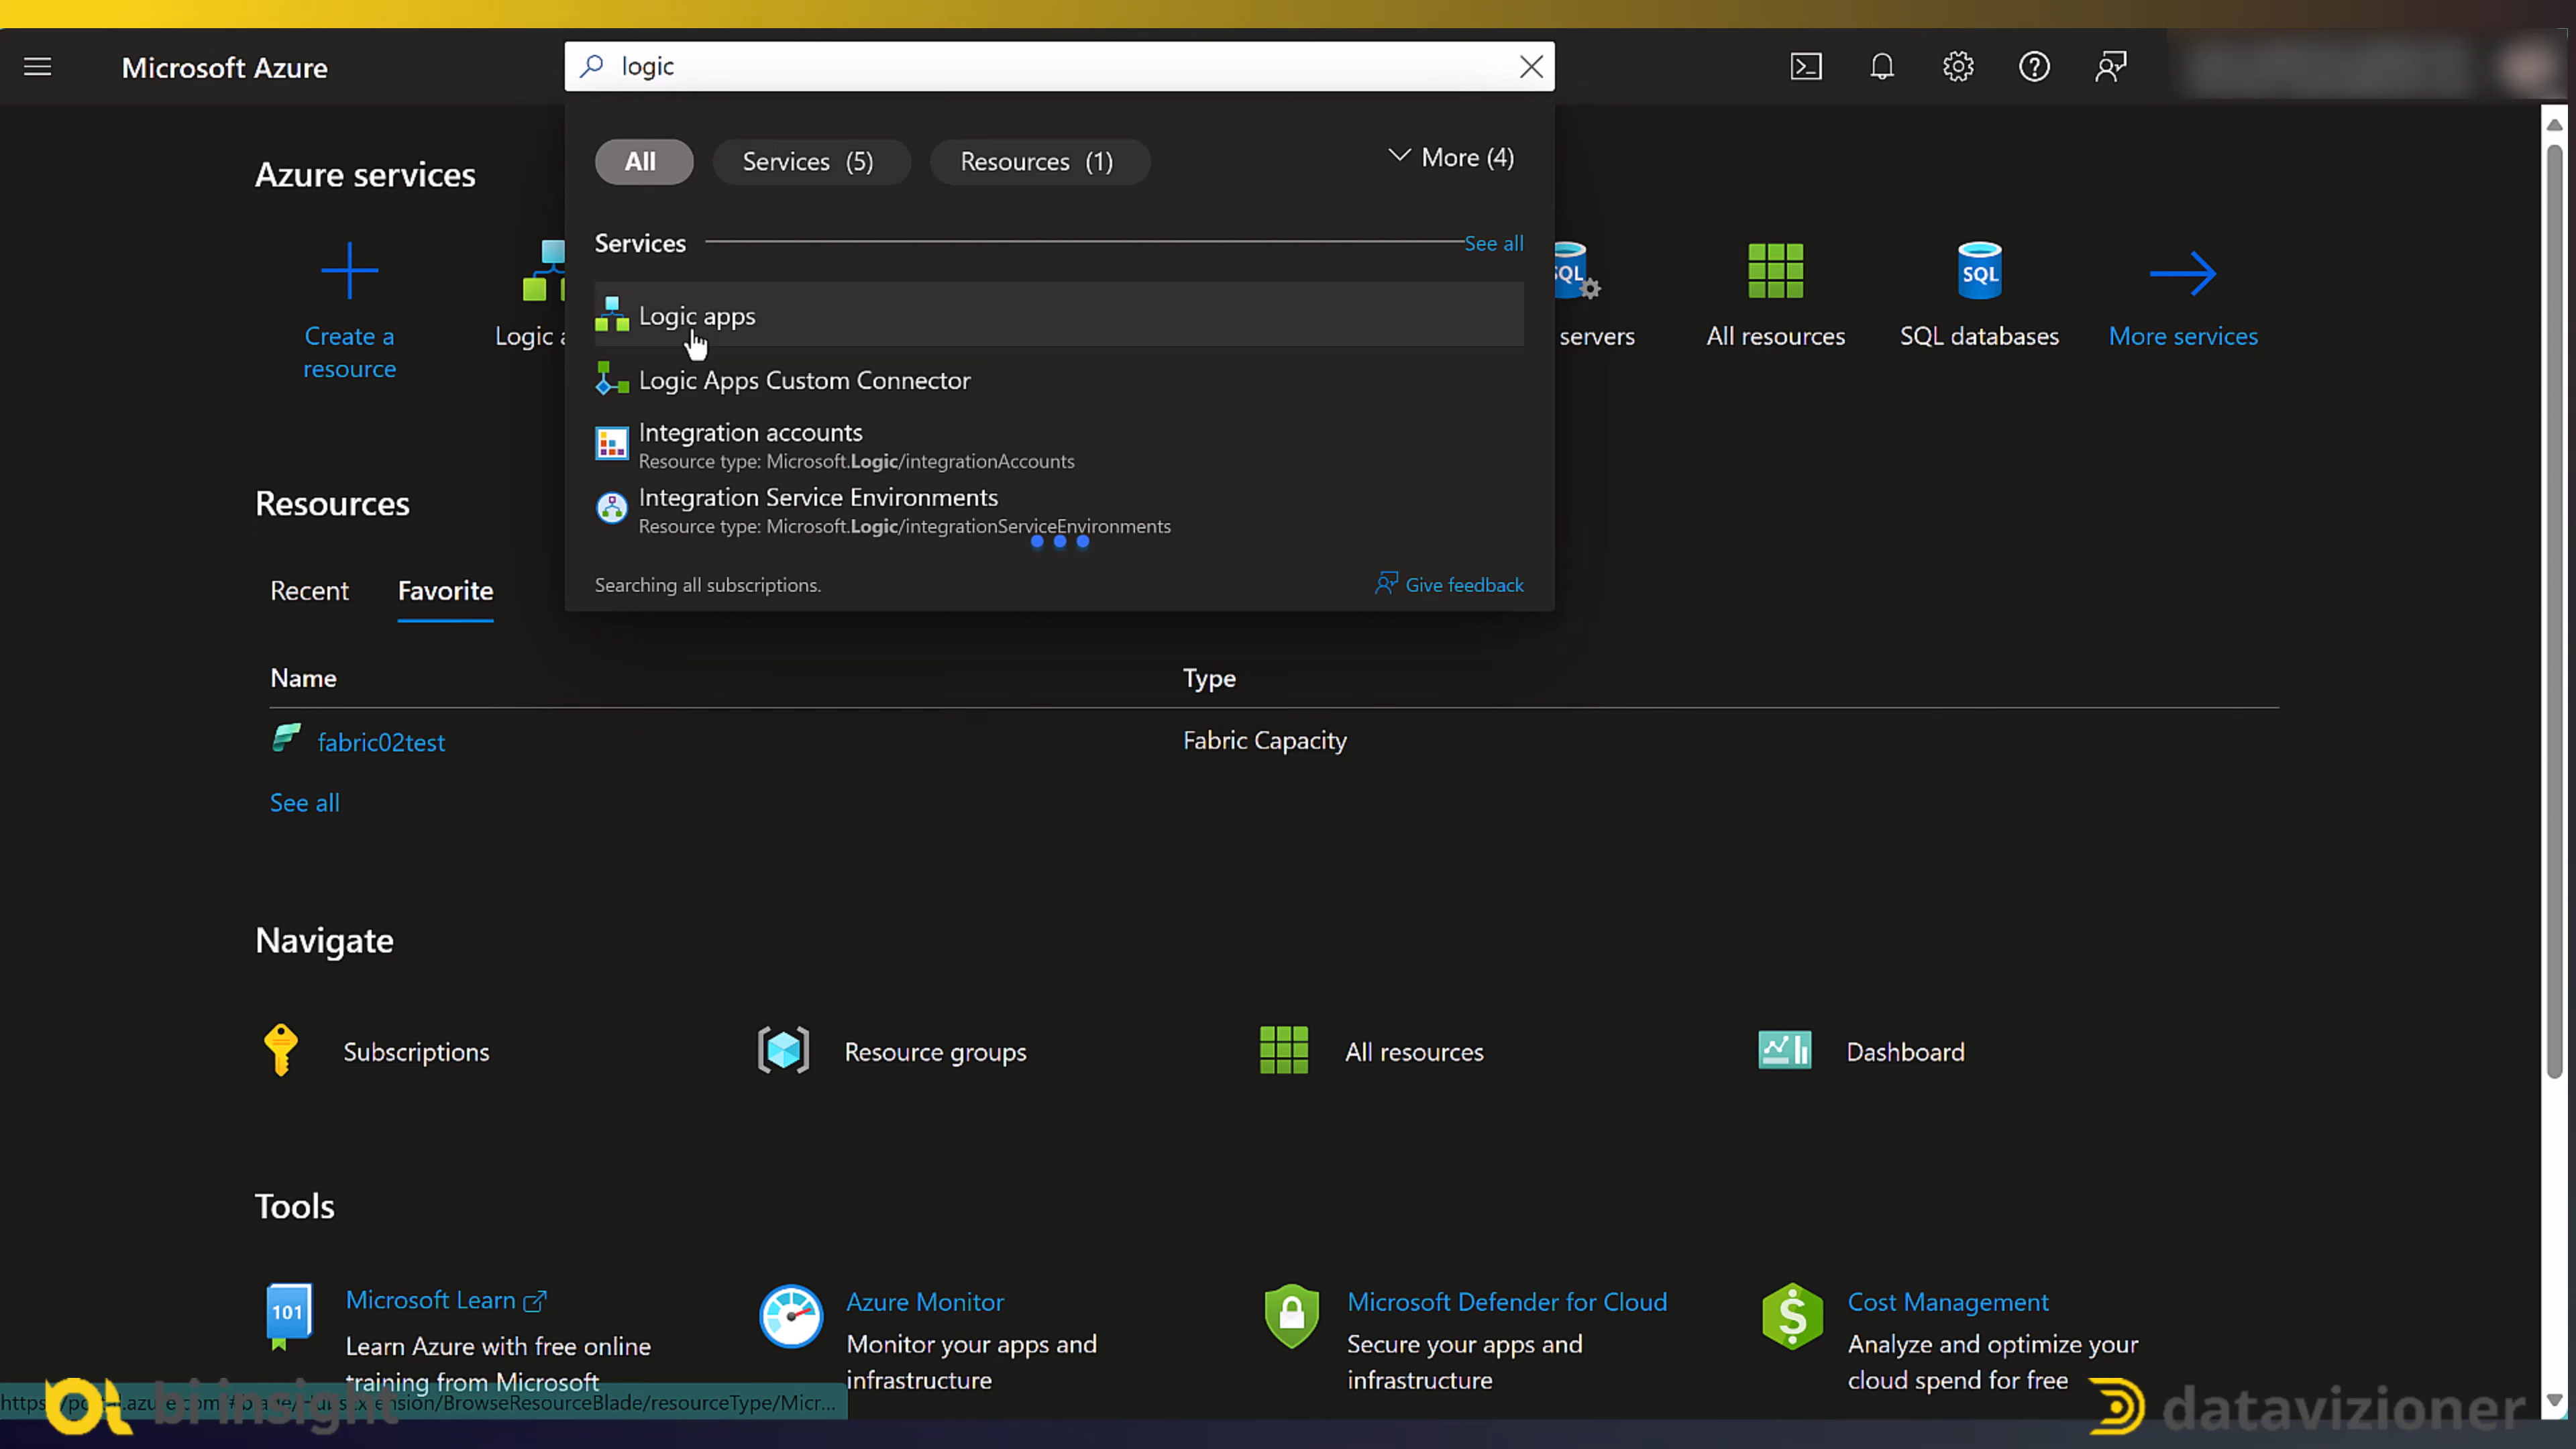 Microsoft Azure
logic
All
Services (5)
Resources (1)
More (4)
Services
See all
Logic apps
Logic Apps Custom Connector
Integration accounts
Resource type: Microsoft.Logic/integrationAccounts
Integration Service Environments
Resource type: Microsoft.Logic/integrationServiceEnvironments
Searching all subscriptions.
Give feedback
Azure services
Create a
resource
Logic
servers
All resources
SQL
SQL databases
More services
Resources
Recent
Favorite
Name
Type
fabric02test
Fabric Capacity
See all
Navigate
Subscriptions
Resource groups
All resources
Dashboard
Tools
101
Microsoft Learn
Learn Azure with free online
training from Microsoft
Azure Monitor
Monitor your apps and
infrastructure
Microsoft Defender for Cloud
Secure your apps and
infrastructure
Cost Management
Analyze and optimize your
cloud spend for free
bi insight
datavizioner